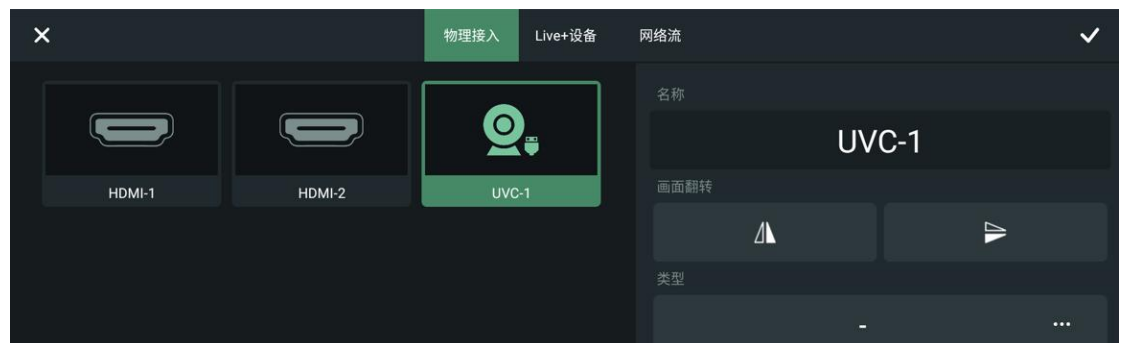 物理接入
Live+设备
网络流
HDMI-1
HDMI-2
UVC-1
名称
UVC-1
画面翻转
类型
-
...